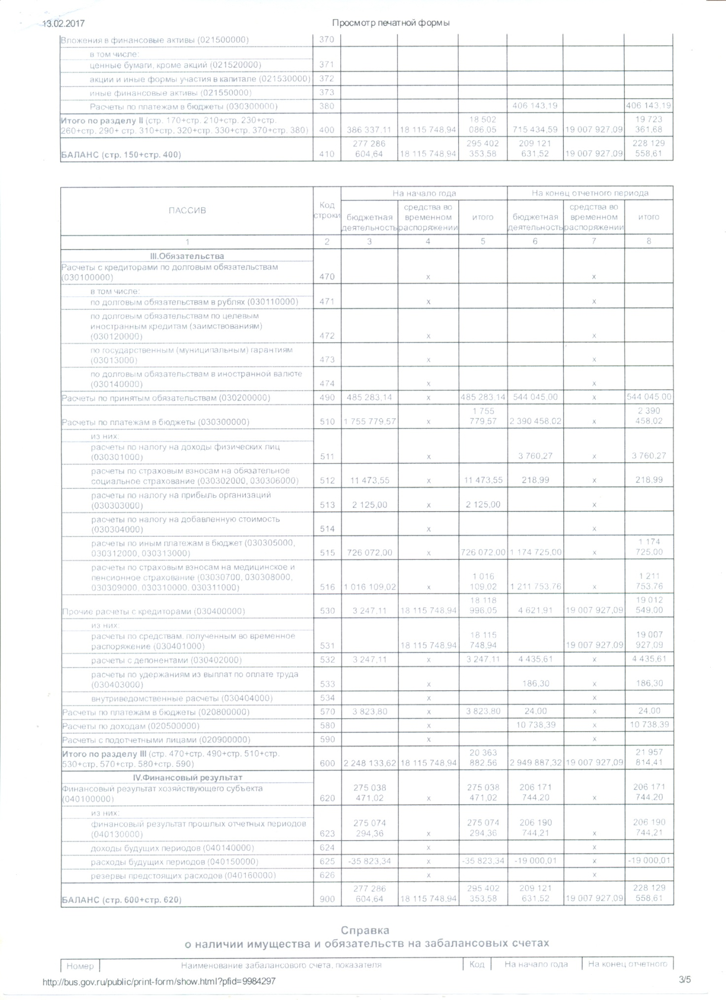 13.02.2017 Просмотр печатной формы
Вложения в финансовые активы (021500000) 370
в том числе:
ценные бумаги, кроме акций (021520000) 371
акции и иные формы участия в капитале (021530000) 372
иные финансовые активы (021550000) 373
Расчеты по платежам в бюджеты (030300000) 380 406 143,19 406 143,19
Итого по разделу II (стр. 170+стр. 210+стр. 230+стр. 18 502 19 723
260+стр. 290+ стр. 310+стр. 320+стр. 330+стр. 370+стр. 380) 400 386 337,11 18 115 748,94 086,05 715 434,59 19 007 927,09 361,68
277 286 295 402 209 121 228 129
БАЛАНС (стр. 150+стр. 400) 410 604,64 18 115 748,94 353,58 631,52 19 007 927,09 558,61
На начало года На конец отчетного периода
ПАССИВ Код строки бюджетная деятельность средства во временном распоряжении итого бюджетная деятельность средства во временном распоряжении итого
1 2 3 4 5 6 7 8
III.Обязательства
Расчеты с кредиторами по долговым обязательствам
(030100000) 470 х х
в том числе:
по долговым обязательствам в рублях (030110000) 471 х х
по долговым обязательствам по целевым
иностранным кредитам (заимствованиям)
(030120000) 472 х х
по государственным (муниципальным) гарантиям
(03013000) 473 х х
по долговым обязательствам в иностранной валюте
(030140000) 474 х х
Расчеты по принятым обязательствам (030200000) 490 485 283,14 х 485 283,14 544 045,00 х 544 045,00
1 755 2 390
Расчеты по платежам в бюджеты (030300000) 510 1 755 779,57 х 779,57 2 390 458,02 х 458,02
из них:
расчеты по налогу на доходы физических лиц
(030301000) 511 х 3 760,27 х 3 760,27
расчеты по страховым взносам на обязательное
социальное страхование (030302000, 030306000) 512 11 473,55 х 11 473,55 218,99 х 218,99
расчеты по налогу на прибыль организаций
(030303000) 513 2 125,00 х 2 125,00 х
расчеты по налогу на добавленную стоимость
(030304000) 514 х х
расчеты по иным платежам в бюджет (030305000, 1 174
030312000, 030313000) 515 726 072,00 х 726 072,00 1 174 725,00 х 725,00
расчеты по страховым взносам на медицинское и
пенсионное страхование (03030700, 030308000, 1 016 1 211
030309000, 030310000, 030311000) 516 1 016 109,02 х 109,02 1 211 753,76 х 753,76
18 118 19 012
Прочие расчеты с кредиторами (030400000) 530 3 247,11 18 115 748,94 996,05 4 621,91 19 007 927,09 549,00
из них:
расчеты по средствам, полученным во временное 18 115 19 007
распоряжение (030401000) 531 18 115 748,94 748,94 19 007 927,09 927,09
расчеты с депонентами (030402000) 532 3 247,11 х 3 247,11 4 435,61 х 4 435,61
расчеты по удержаниям из выплат по оплате труда
(030403000) 533 х 186,30 х 186,30
внутриведомственные расчеты (030404000) 534 х х
Расчеты по платежам в бюджеты (020800000) 570 3 823,80 х 3 823,80 24,00 х 24,00
Расчеты по доходам (020500000) 580 х 10 738,39 х 10 738,39
Расчеты с подотчетными лицами (020900000) 590 х х
Итого по разделу III (стр. 470+стр. 490+стр. 510+стр. 20 363 21 957
530+стр. 570+стр. 580+стр. 590) 600 2 248 133,62 18 115 748,94 882,56 2 949 887,32 19 007 927,09 814,41
IV.Финансовый результат
Финансовый результат хозяйствующего субъекта 275 038 275 038 206 171 206 171
(040100000) 620 471,02 х 471,02 744,20 х 744,20
из них:
финансовый результат прошлых отчетных периодов 275 074 275 074 206 190 206 190
(040130000) 623 294,36 х 294,36 744,21 х 744,21
доходы будущих периодов (040140000) 624 х х
расходы будущих периодов (040150000) 625 -35 823,34 х -35 823,34 -19 000,01 х -19 000,01
резервы предстоящих расходов (040160000) 626 х х
277 286 295 402 209 121 228 129
БАЛАНС (стр. 600+стр. 620) 900 604,64 18 115 748,94 353,58 631,52 19 007 927,09 558,61
Справка
о наличии имущества и обязательств на забалансовых счетах
Номер Наименование забалансового счета, показателя Код На начало года На конец отчетного
http://bus.gov.ru/public/print-form/show.html?pfid=9984297 3/5